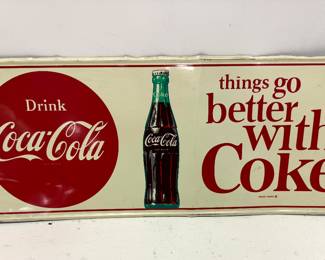 Drink
Coca-Cola
Coca-Cola
things go
better
with
Coke